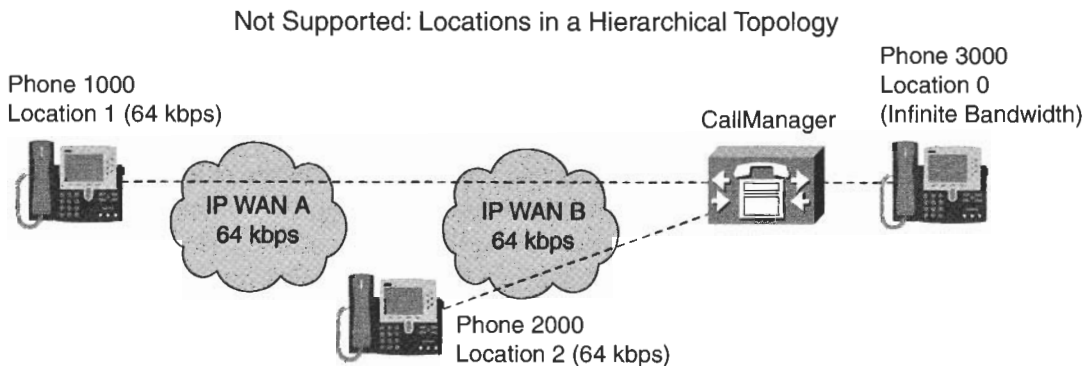 Not Supported: Locations in a Hierarchical Topology
Phone 1000
Location 1 (64 kbps)
IP WAN A
64 kbps
IP WAN B
64 kbps
Phone 2000
Location 2 (64 kbps)
CallManager
Phone 3000
Location 0
(Infinite Bandwidth)